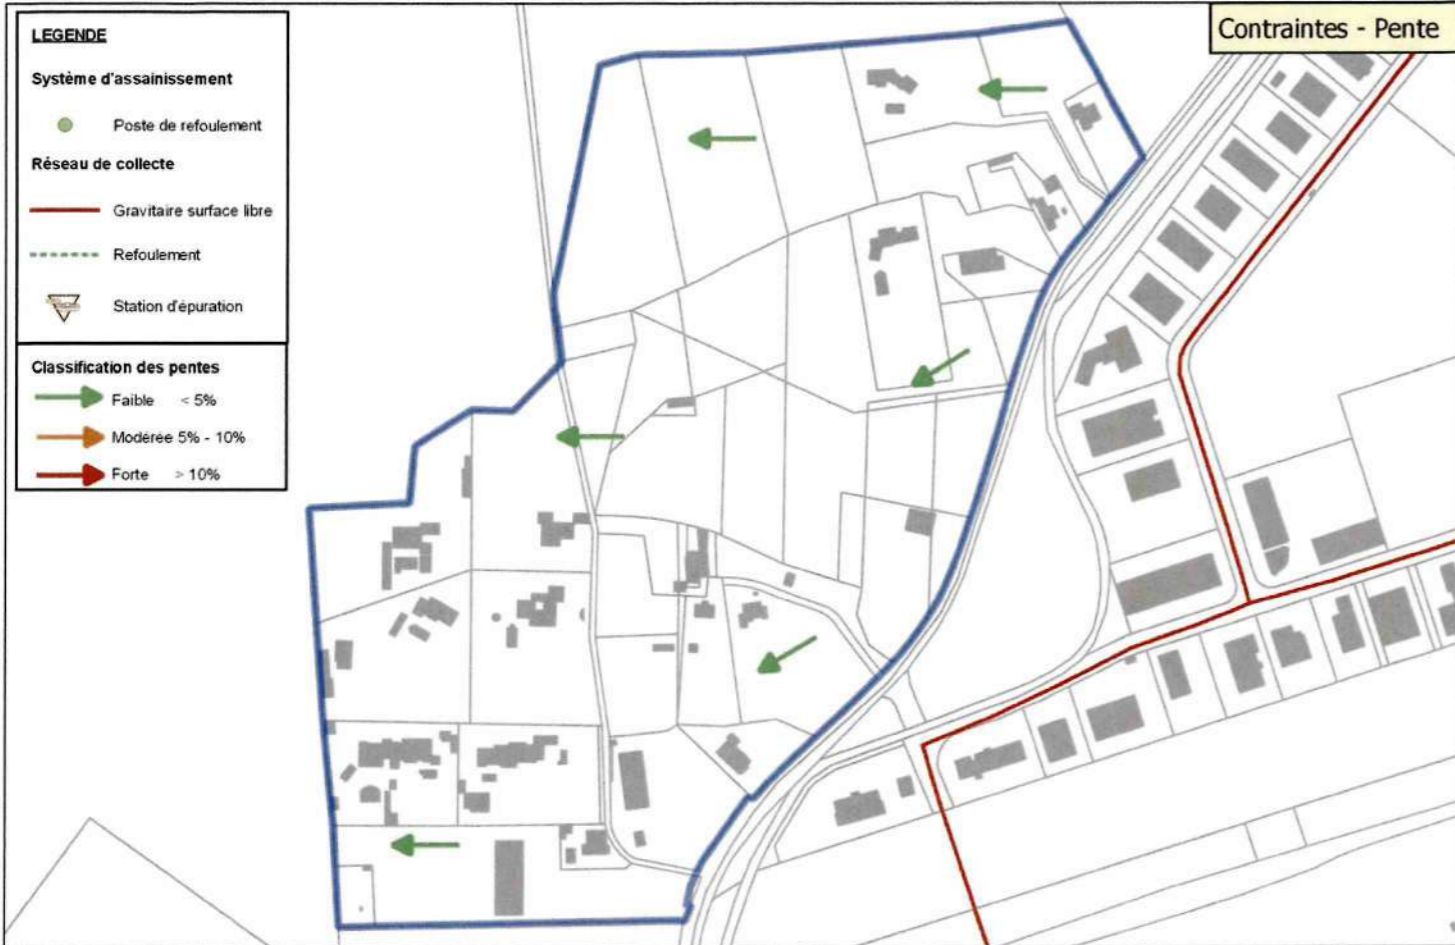 Contraintes - Pente
LEGENDE
Système d'assainissement
Poste de refoulement
Réseau de collecte
Gravitaire surface libre
Refoulement
Station d'épuration
Classification des pentes
Faible < 5%
Modérée 5% - 10%
Forte > 10%